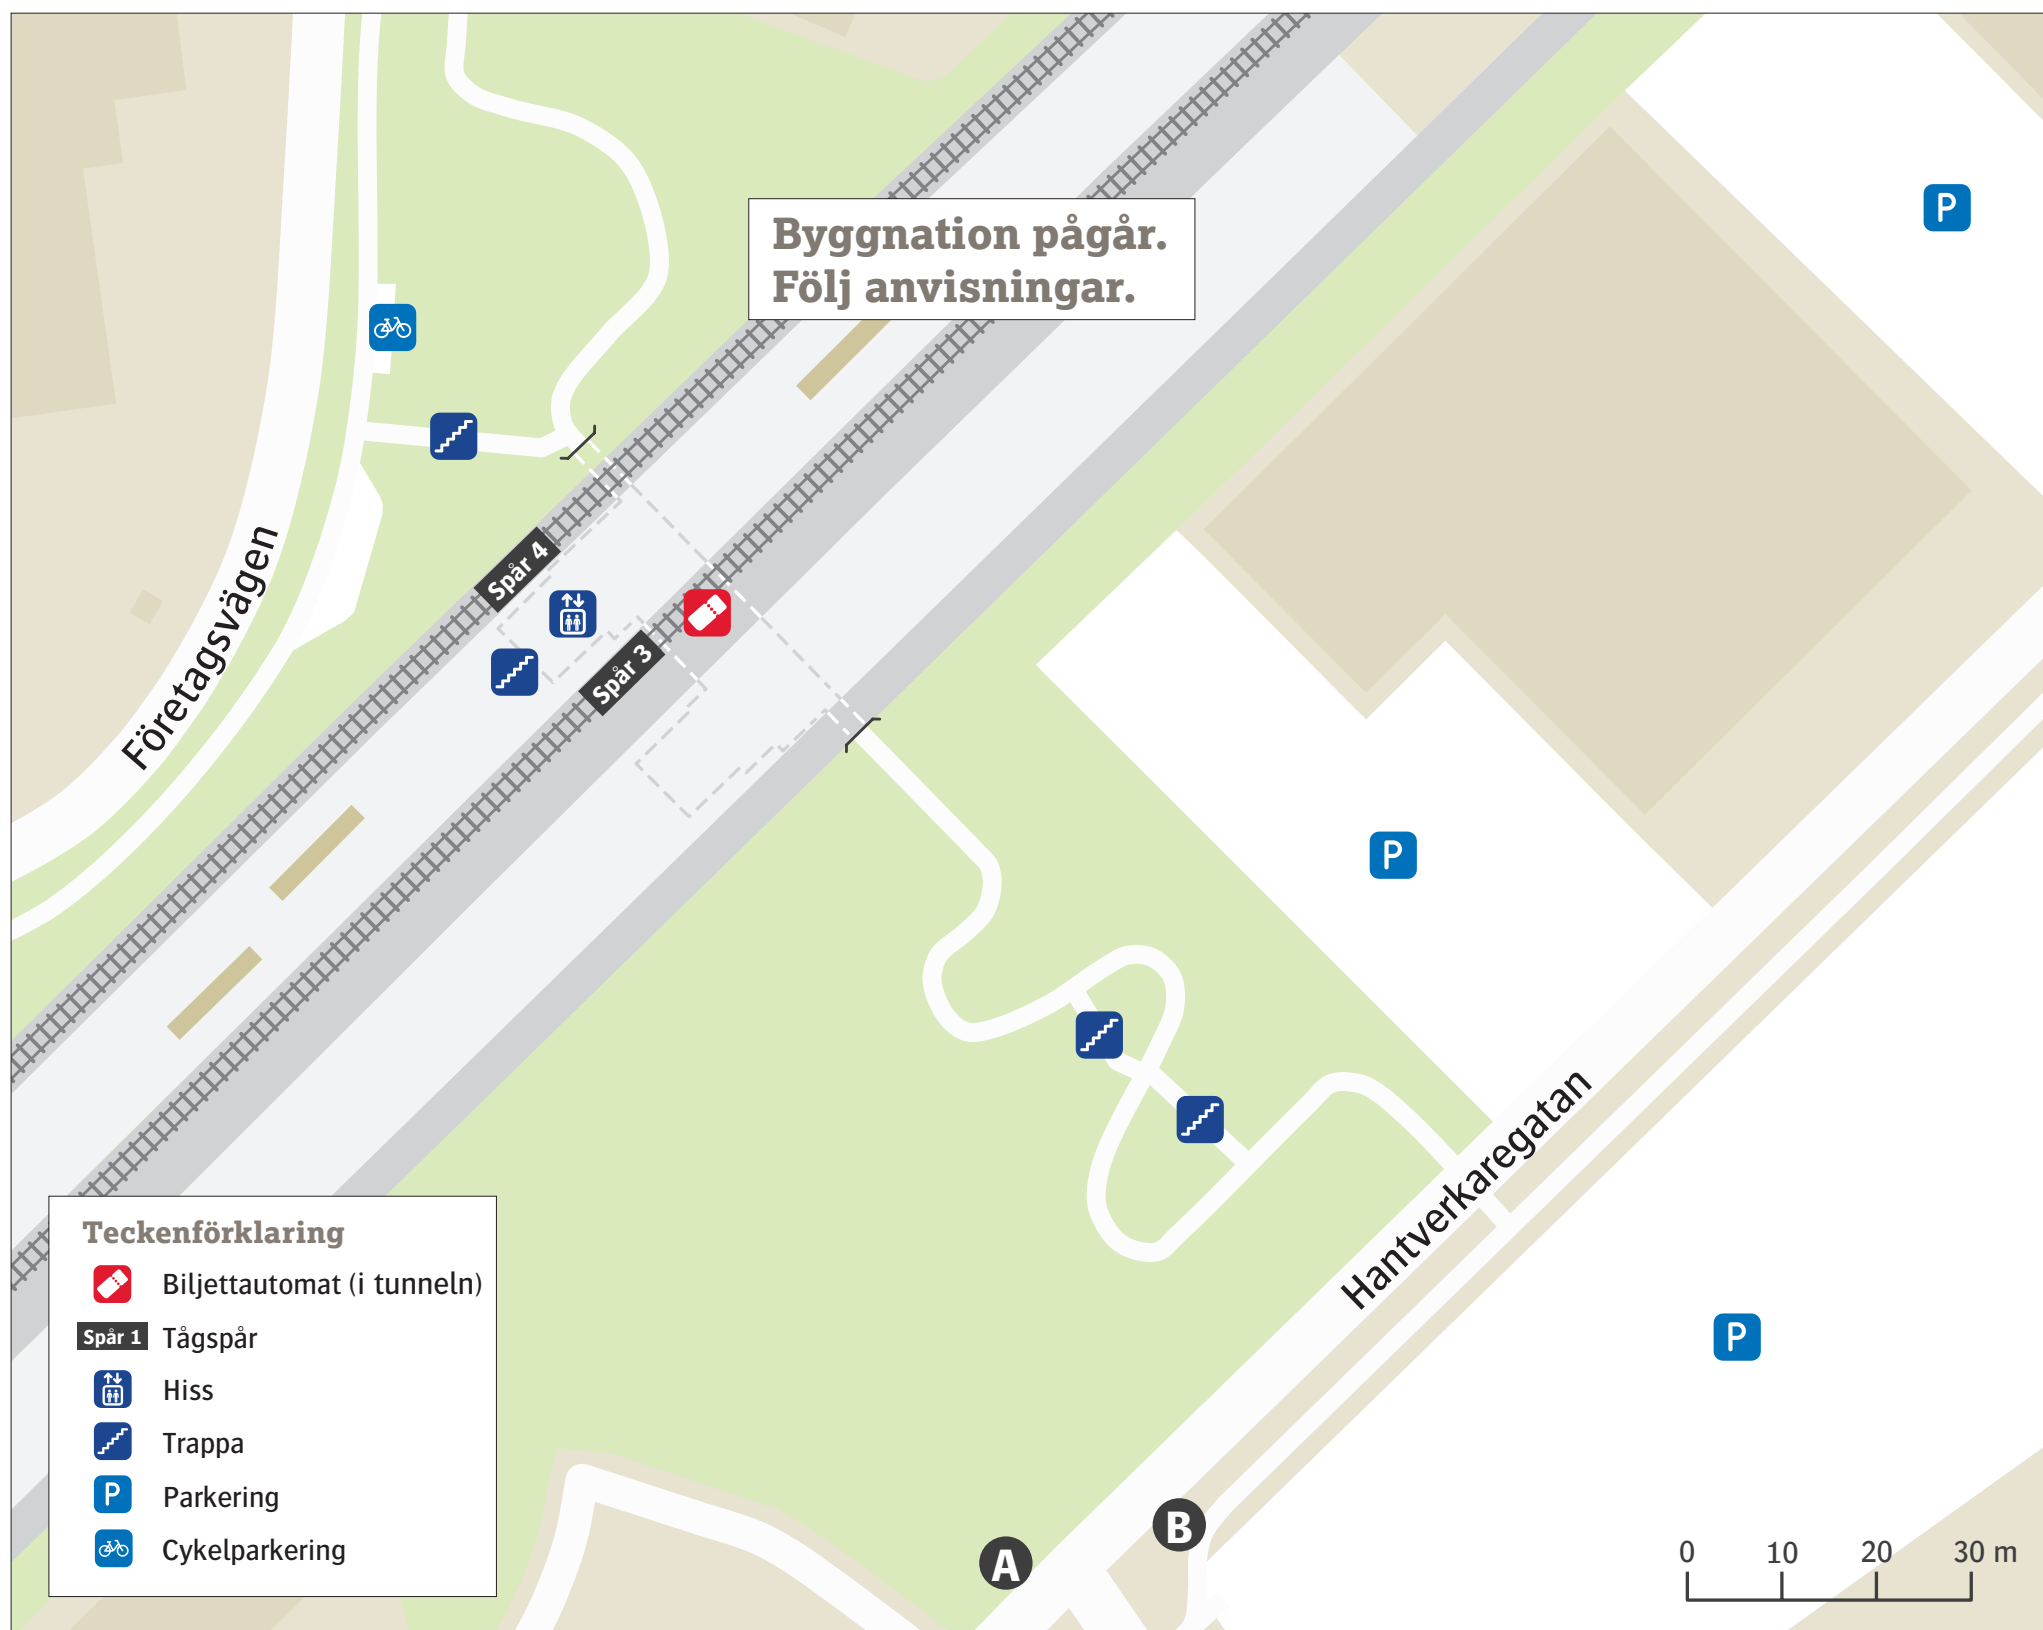 Byggnation pågår.
Följ anvisningar.
P
Företagsvägen
Spår 4
Spår 3
P
Hantverkaregatan
P
A
B
Teckenförklaring
Biljettautomat (i tunneln)
Spår 1 Tågspår
Hiss
Trappa
P Parkering
Cykelparkering
0 10 20 30 m